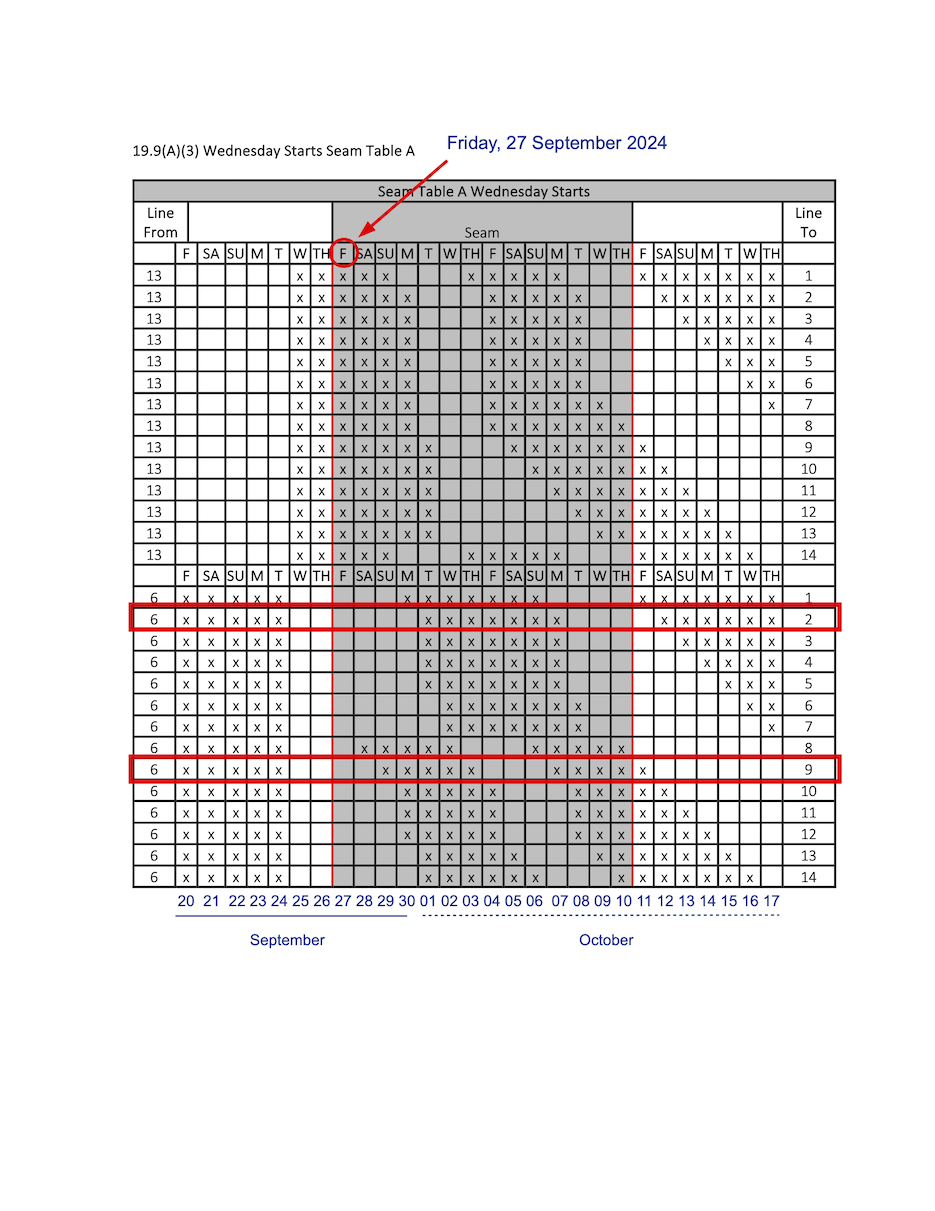 19.9(A)(3) Wednesday Starts Seam Table A
Friday, 27 September 2024
Seam Table A Wednesday Starts
Line From Seam Line To
F SA SU M T W TH F SA SU M T W TH F SA SU M T W TH F SA SU M T W TH
13 x x x x x x x x x x x x x x x x x 1
13 x x x x x x x x x x x x x x x x x 2
13 x x x x x x x x x x x x x x x x 3
13 x x x x x x x x x x x x x x x 4
13 x x x x x x x x x x x x x x 5
13 x x x x x x x x x x x x x 6
13 x x x x x x x x x x x x x 7
13 x x x x x x x x x x x x x 8
13 x x x x x x x x x x x x x x 9
13 x x x x x x x x x x x x x x 10
13 x x x x x x x x x x x x x x 11
13 x x x x x x x x x x x x x x 12
13 x x x x x x x x x x x x x x 13
13 x x x x x x x x x x x x x x x x 14
F SA SU M T W TH F SA SU M T W TH F SA SU M T W TH F SA SU M T W TH
6 x x x x x x x x x x x x x x x x x x x 1
6 x x x x x x x x x x x x x x x x x x 2
6 x x x x x x x x x x x x x x x x x 3
6 x x x x x x x x x x x x x x x x 4
6 x x x x x x x x x x x x x x x 5
6 x x x x x x x x x x x x x x 6
6 x x x x x x x x x x x x x 7
6 x x x x x x x x x x x x x x x 8
6 x x x x x x x x x x x x x x x 9
6 x x x x x x x x x x x x x x x 10
6 x x x x x x x x x x x x x x x x 11
6 x x x x x x x x x x x x x x x x x 12
6 x x x x x x x x x x x x x x x x x 13
6 x x x x x x x x x x x x x x x x x x 14
20 21 22 23 24 25 26 27 28 29 30 01 02 03 04 05 06 07 08 09 10 11 12 13 14 15 16 17
September October